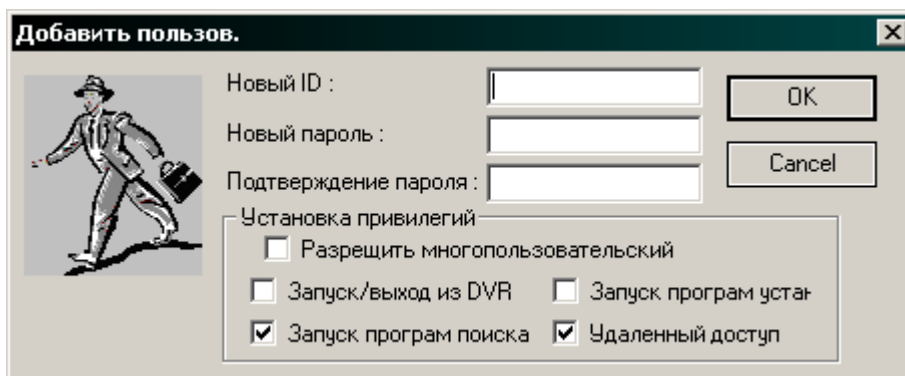 Добавить пользов.
Новый ID :
OK
Новый пароль :
Cancel
Подтверждение пароля :
Установка привилегий
Разрещить многопользовательский
Запуск/выход из DVR
Запуск програм устан
Запуск програм поиска
Удаленный доступ